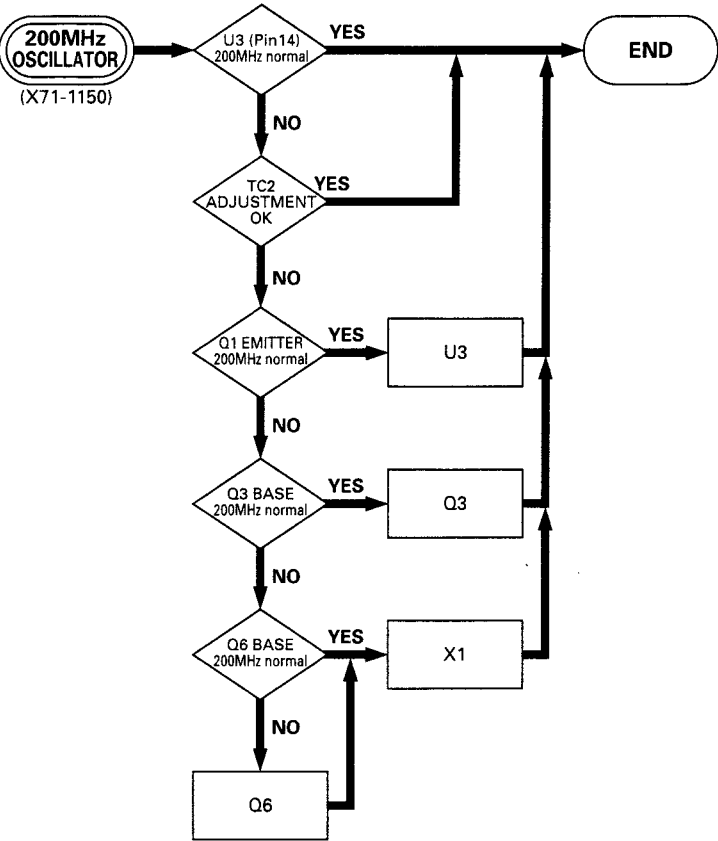 200MHz
OSCILLATOR
(X71-1150)
U3 (Pin14)
200MHz normal
YES
END
NO
TC2
ADJUSTMENT
OK
YES
NO
Q1 EMITTER
200MHz normal
YES
U3
NO
Q3 BASE
200MHz normal
YES
Q3
NO
Q6 BASE
200MHz normal
YES
X1
NO
Q6